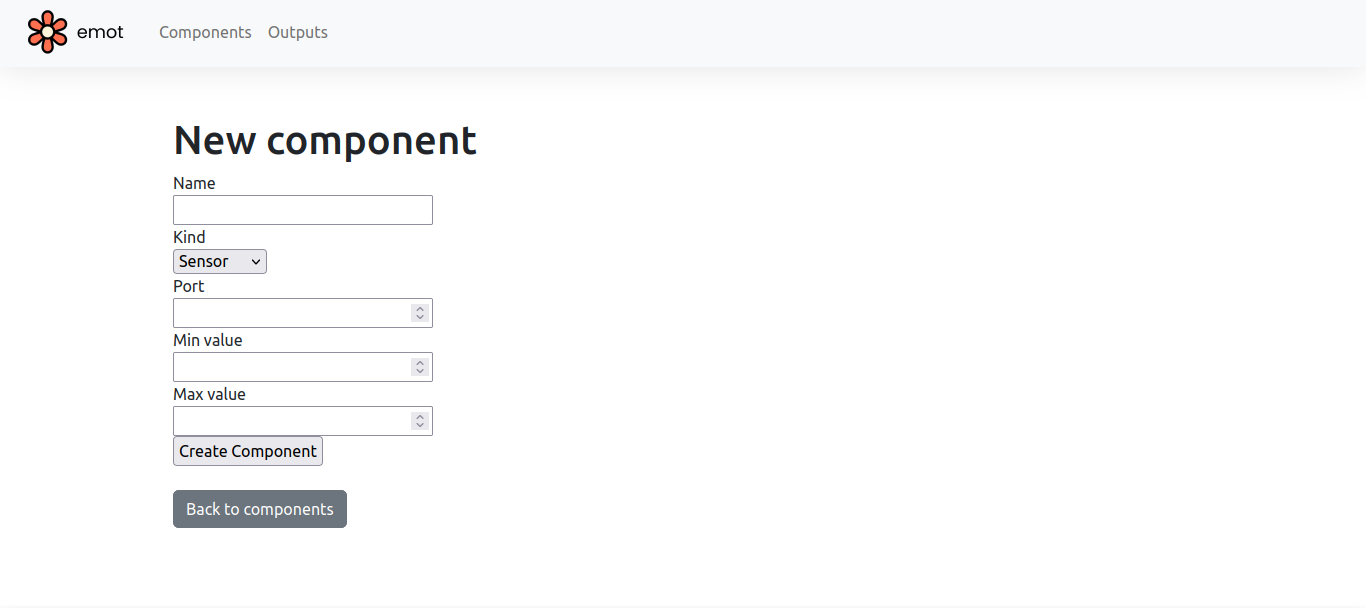 emot Components Outputs
New component
Name
Kind
Sensor
Port
Min value
Max value
Create Component
Back to components